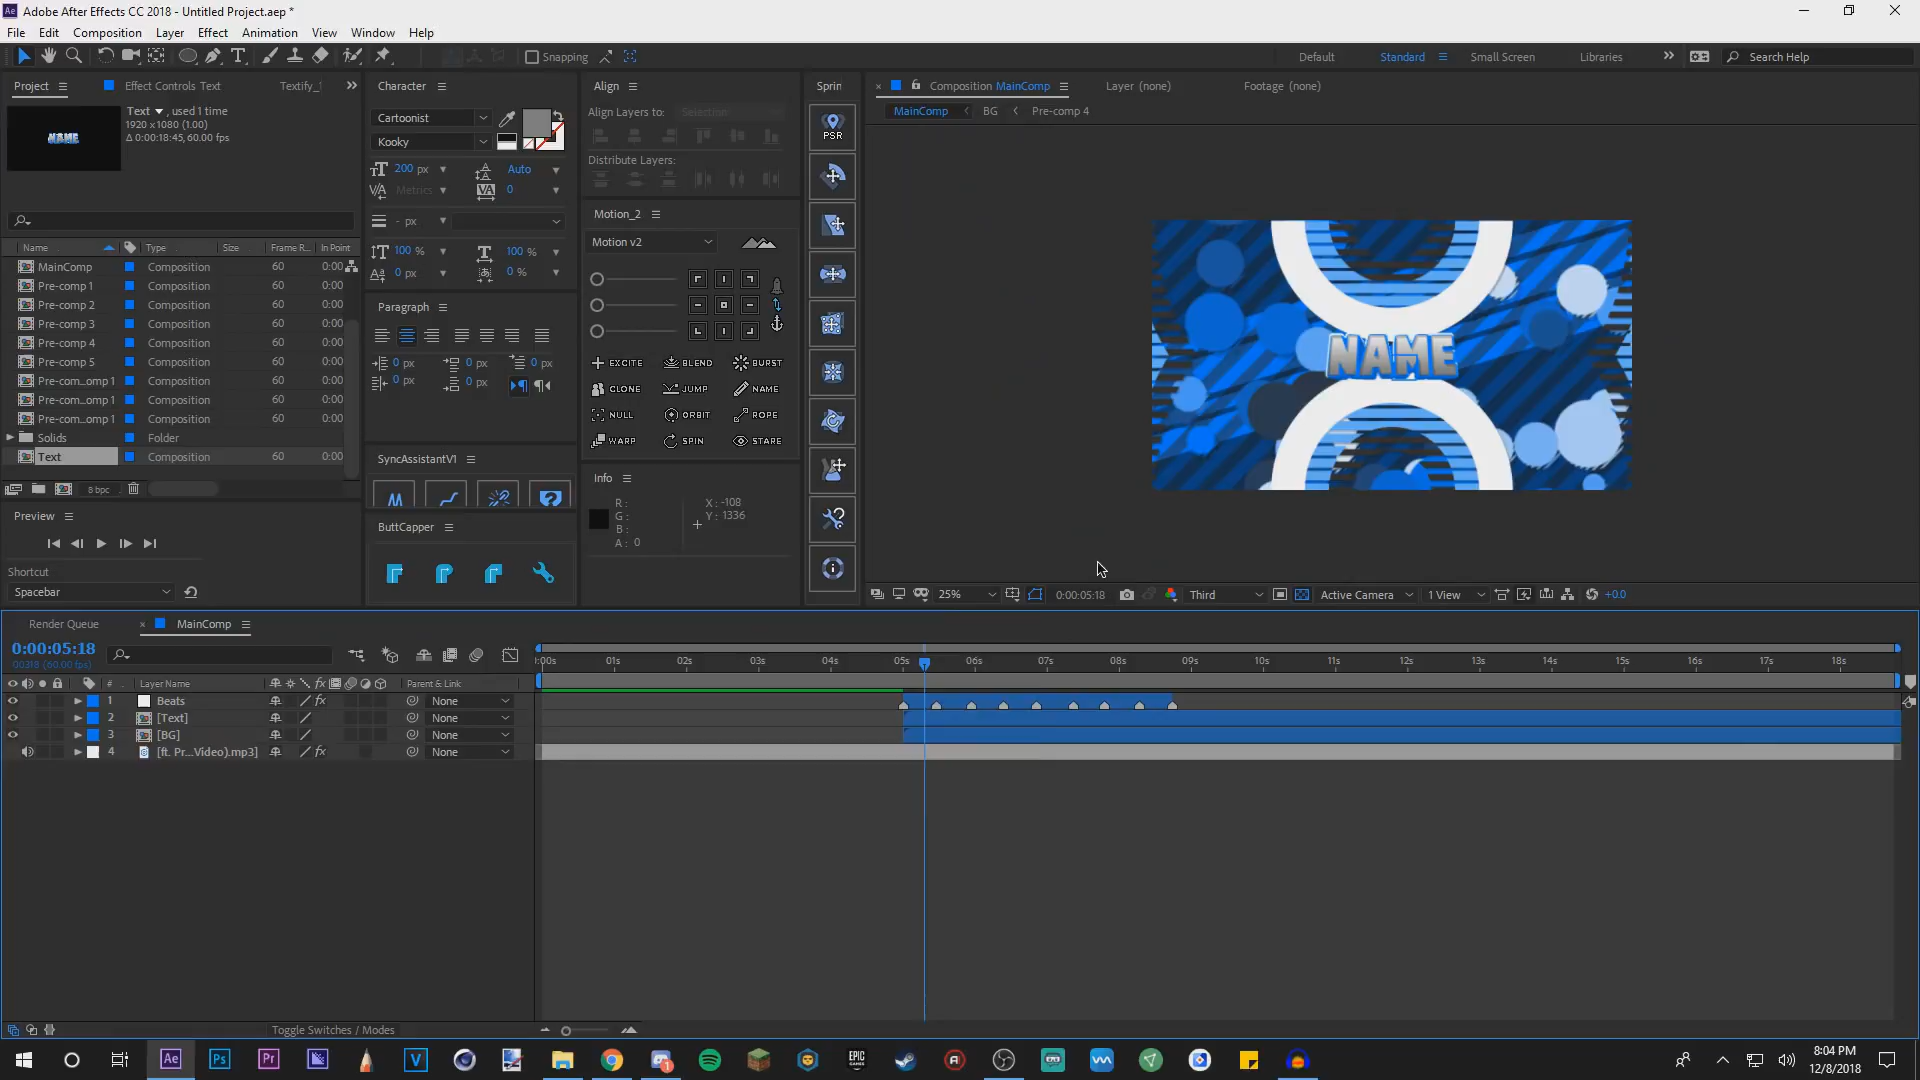 Ae Adobe After Effects CC 2018 - Untitled Project.aep *
File Edit Composition Layer Effect Animation View Window Help
Snapping Default Standard Small Screen Libraries Search Help
Project Effect Controls Text Textify_1
Text , used 1 time
1920 x1080 (1.00)
Δ 0:00:18:45, 60.00 fps
NAME
Name Type Size Frame R... In Point
MainComp Composition 60 0:00
Pre-comp 1 Composition 60 0:00
Pre-comp 2 Composition 60 0:00
Pre-comp 3 Composition 60 0:00
Pre-comp 4 Composition 60 0:00
Pre-comp 5 Composition 60 0:00
Pre-com...omp 1 Composition 60 0:00
Pre-com...omp 1 Composition 60 0:00
Pre-com...omp 1 Composition 60 0:00
Solids Folder
Text Composition 60 0:00
8 bpc
Preview
Shortcut
Spacebar
Character
Cartoonist
Kooky
200 px Auto
Metrics 0
- px
100 % 100 %
0 px 0 %
Paragraph
0 px 0 px 0 px
0 px 0 px
SyncAssistantV1
ButtCapper
Align
Align Layers to: Selection
Distribute Layers:
Motion_2
Motion v2
EXCITE BLEND BURST
CLONE JUMP NAME
NULL ORBIT ROPE
WARP SPIN STARE
Info
R :
G :
B :
A : 0
X : -108
Y : 1336
Sprin
PSR
Composition MainComp Layer (none) Footage (none)
MainComp BG Pre-comp 4
NAME
25% 0:00:05:18 Third Active Camera 1 View +0.0
Render Queue MainComp
0:00:05:18
00318 (60.00 fps)
:00s 01s 02s 03s 04s 05s 06s 07s 08s 09s 10s 11s 12s 13s 14s 15s 16s 17s 18s
# Layer Name fx Parent & Link
1 Beats fx None
2 [Text] None
3 [BG] None
4 [ft. Pr...Video).mp3] fx None
Toggle Switches / Modes
Ae Ps Pr V EPIC GAMES 1
8:04 PM
12/8/2018